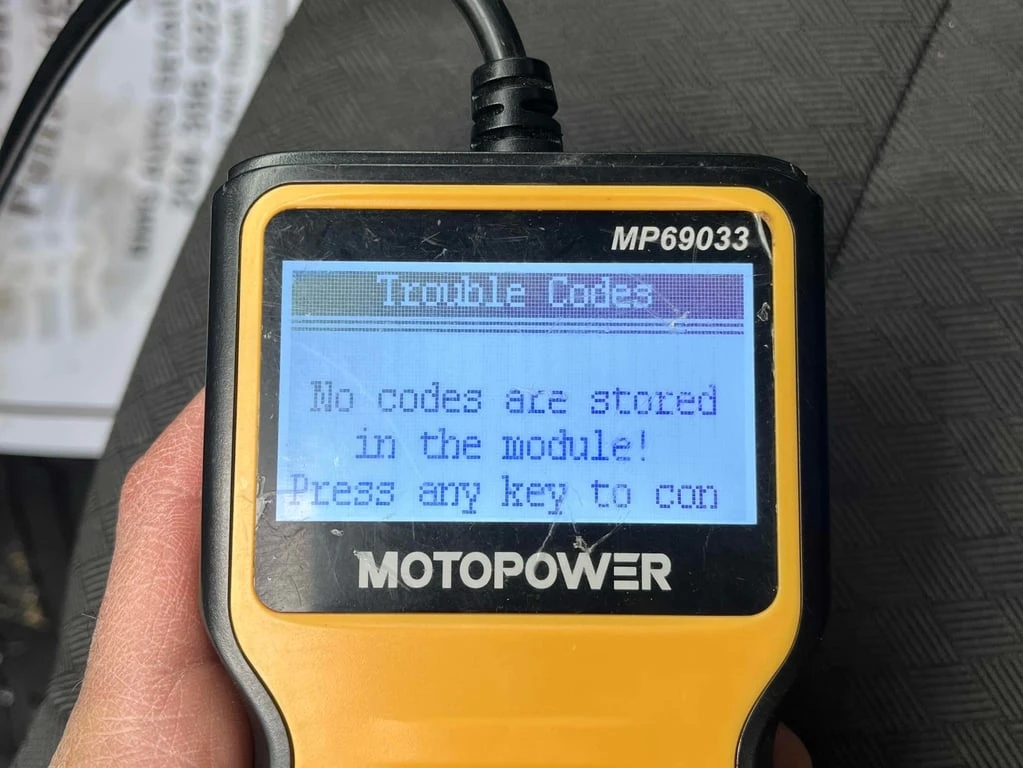 MP69033
Trouble Codes
No codes are stored
in the module!
Press any key to con
MOTOPOWER